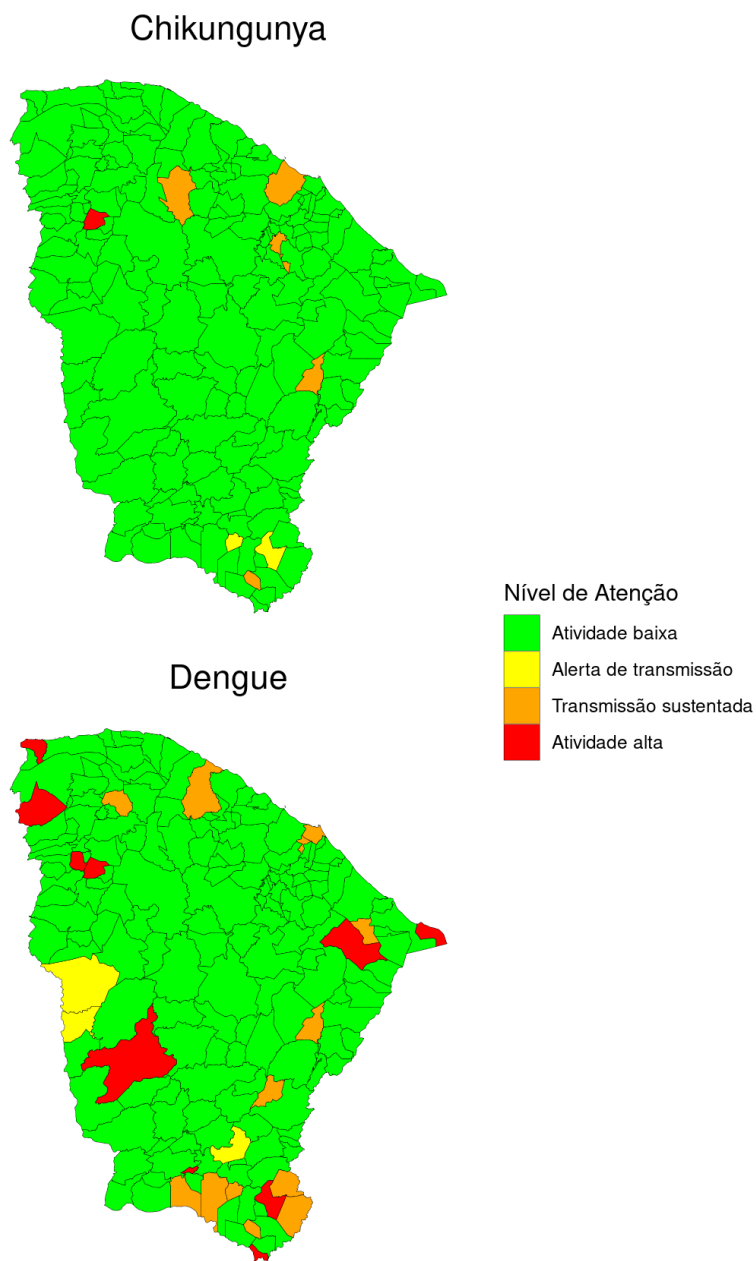 Chikungunya
Nível de Atenção
Atividade baixa
Alerta de transmissão
Transmissão sustentada
Atividade alta
Dengue